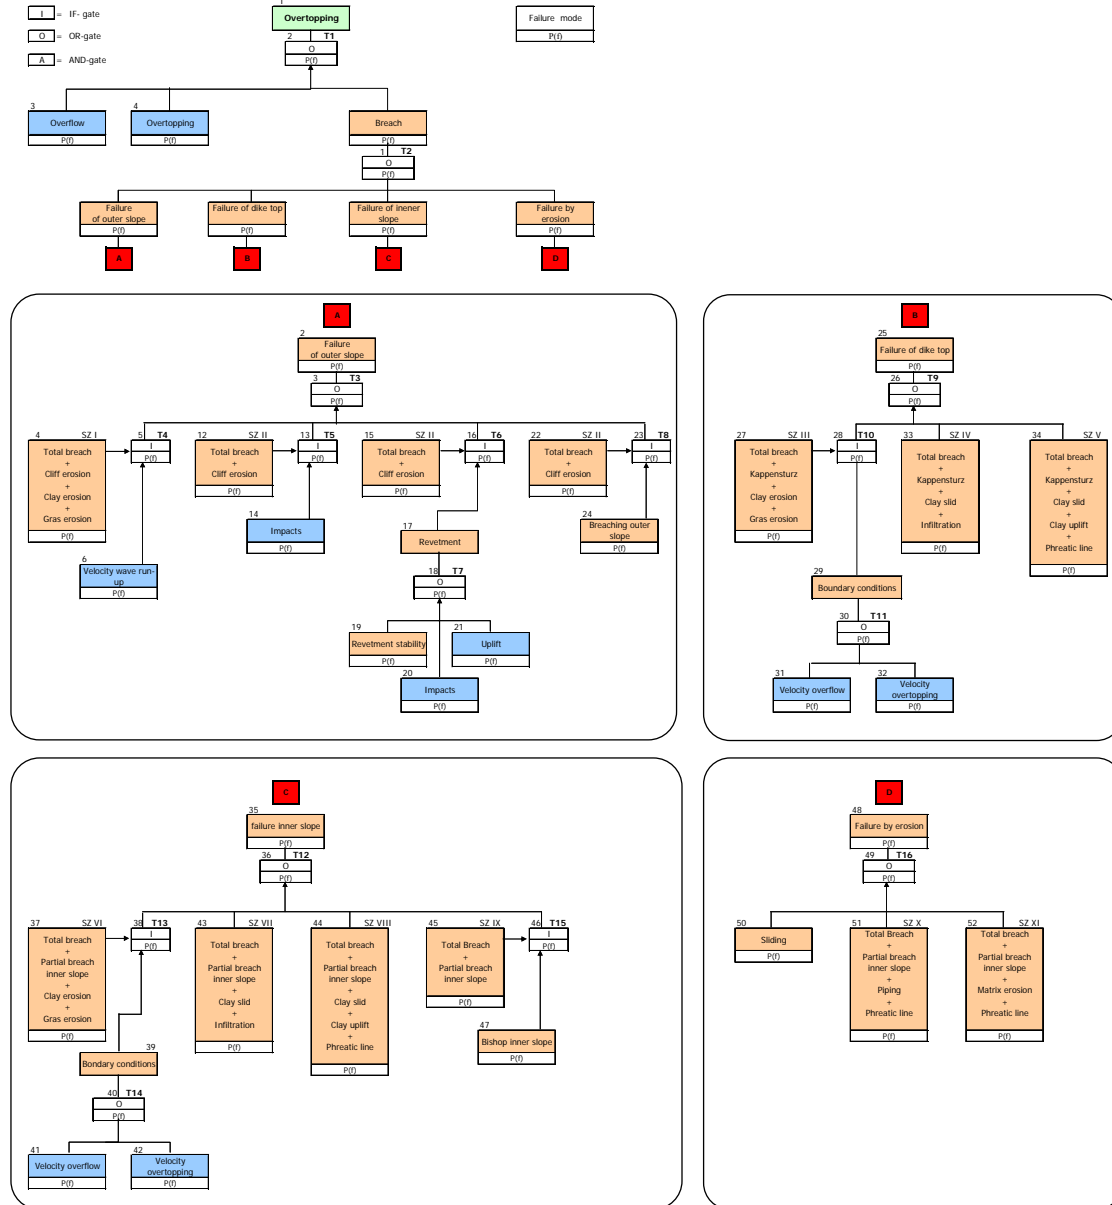 1
I = IF- gate
O = OR-gate
A = AND-gate
Overtopping
2 T1
O
P(f)
Failure mode
P(f)
3
Overflow
P(f)
4
Overtopping
P(f)
Breach
P(f)
1 T2
O
P(f)
Failure
of outer slope
P(f)
Failure of dike top
P(f)
Failure of inener
slope
P(f)
Failure by
erosion
P(f)
A
B
C
D
A
2
Failure
of outer slope
P(f)
3 T3
O
P(f)
4 SZ I
Total breach
+
Cliff erosion
+
Clay erosion
+
Gras erosion
P(f)
5 T4
I
P(f)
6
Velocity wave run-
up
P(f)
12 SZ II
Total breach
+
Cliff erosion
P(f)
13 T5
I
P(f)
14
Impacts
P(f)
15 SZ II
Total breach
+
Cliff erosion
P(f)
16 T6
I
P(f)
17
Revetment
18 T7
O
P(f)
19
Revetment stability
P(f)
20
Impacts
P(f)
21
Uplift
P(f)
22 SZ II
Total breach
+
Cliff erosion
P(f)
23 T8
I
P(f)
24
Breaching outer
slope
P(f)
B
25
Failure of dike top
P(f)
26 T9
O
P(f)
27 SZ III
Total breach
+
Kappensturz
+
Clay erosion
+
Gras erosion
P(f)
28 T10
I
P(f)
29
Boundary conditions
30 T11
O
P(f)
31
Velocity overflow
P(f)
32
Velocity
overtopping
P(f)
33 SZ IV
Total breach
+
Kappensturz
+
Clay slid
+
Infiltration
P(f)
34 SZ V
Total breach
+
Kappensturz
+
Clay slid
+
Clay uplift
+
Phreatic line
P(f)
C
35
failure inner slope
P(f)
36 T12
O
P(f)
37 SZ VI
Total breach
+
Partial breach
inner slope
+
Clay erosion
+
Gras erosion
P(f)
38 T13
I
P(f)
39
Bondary conditions
40 T14
O
P(f)
41
Velocity overflow
P(f)
42
Velocity
overtopping
P(f)
43 SZ VII
Total breach
+
Partial breach
inner slope
+
Clay slid
+
Infiltration
P(f)
44 SZ VIII
Total breach
+
Partial breach
inner slope
+
Clay slid
+
Clay uplift
+
Phreatic line
P(f)
45 SZ IX
Total Breach
+
Partial breach
inner slope
P(f)
46 T15
I
P(f)
47
Bishop inner slope
P(f)
D
48
Failure by erosion
P(f)
49 T16
O
P(f)
50
Sliding
P(f)
51 SZ X
Total Breach
+
Partial breach
inner slope
+
Piping
+
Phreatic line
P(f)
52 SZ XI
Total breach
+
Partial breach
inner slope
+
Matrix erosion
+
Phreatic line
P(f)